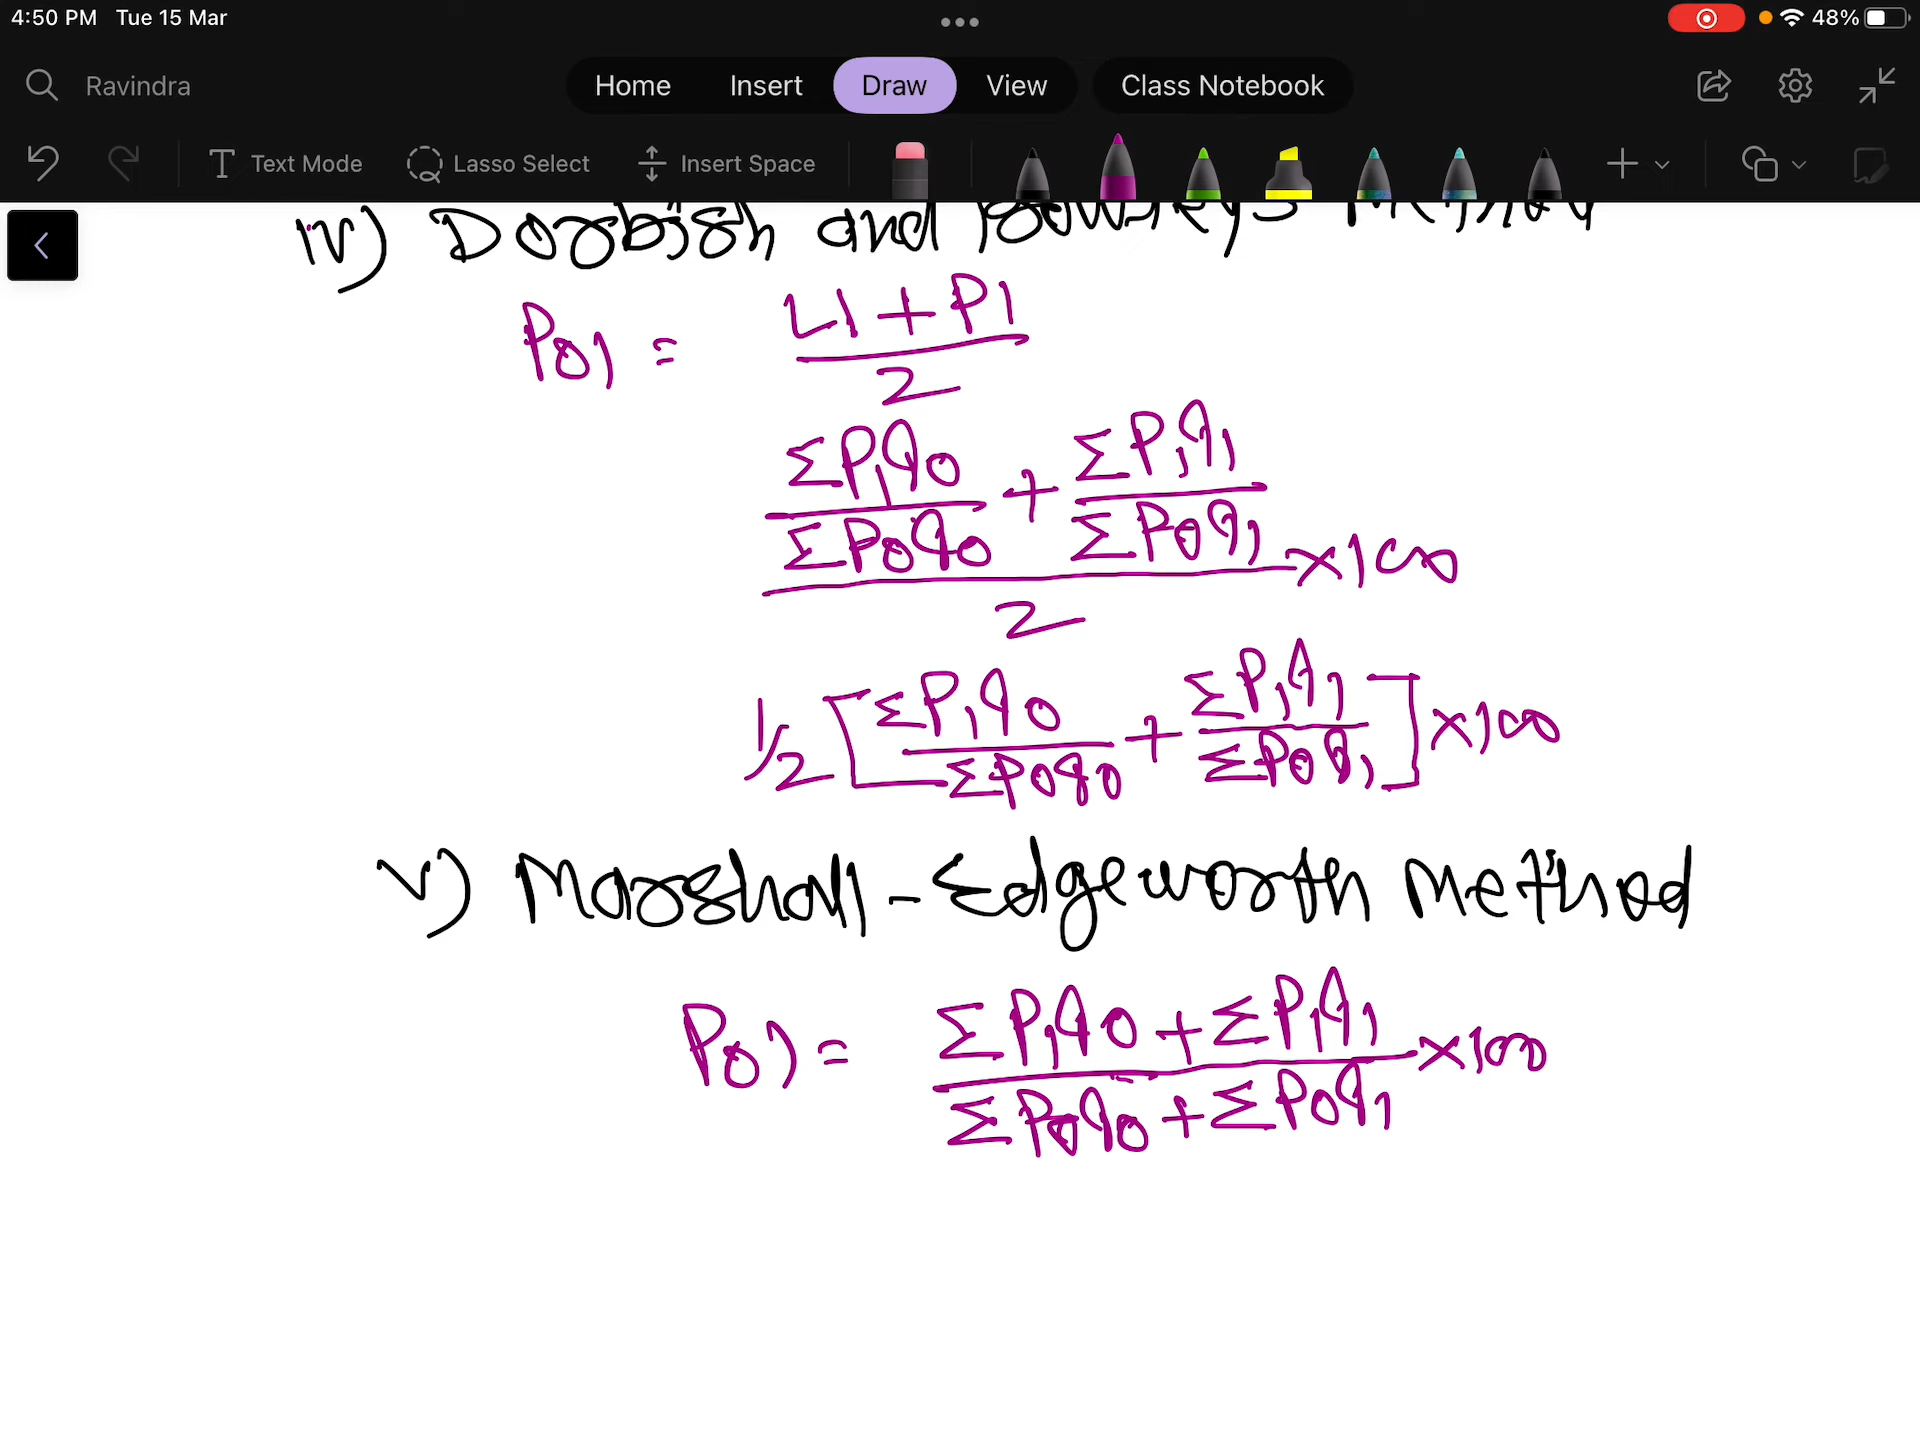 4:50 PM Tue 15 Mar 48%
Ravindra Home Insert Draw View Class Notebook
T Text Mode Lasso Select Insert Space
iv) Dorbish and Bowleys Method
P01 = L1 + P1 / 2
ΣP1q0 / ΣP0q0 + ΣP1q1 / ΣP0q1 / 2 ×100
1/2 [ΣP1q0 / ΣP0q0 + ΣP1q1 / ΣP0q1] ×100
v) Marshall - Edgeworth Method
P01 = ΣP1q0 + ΣP1q1 / ΣP0q0 + ΣP0q1 ×100